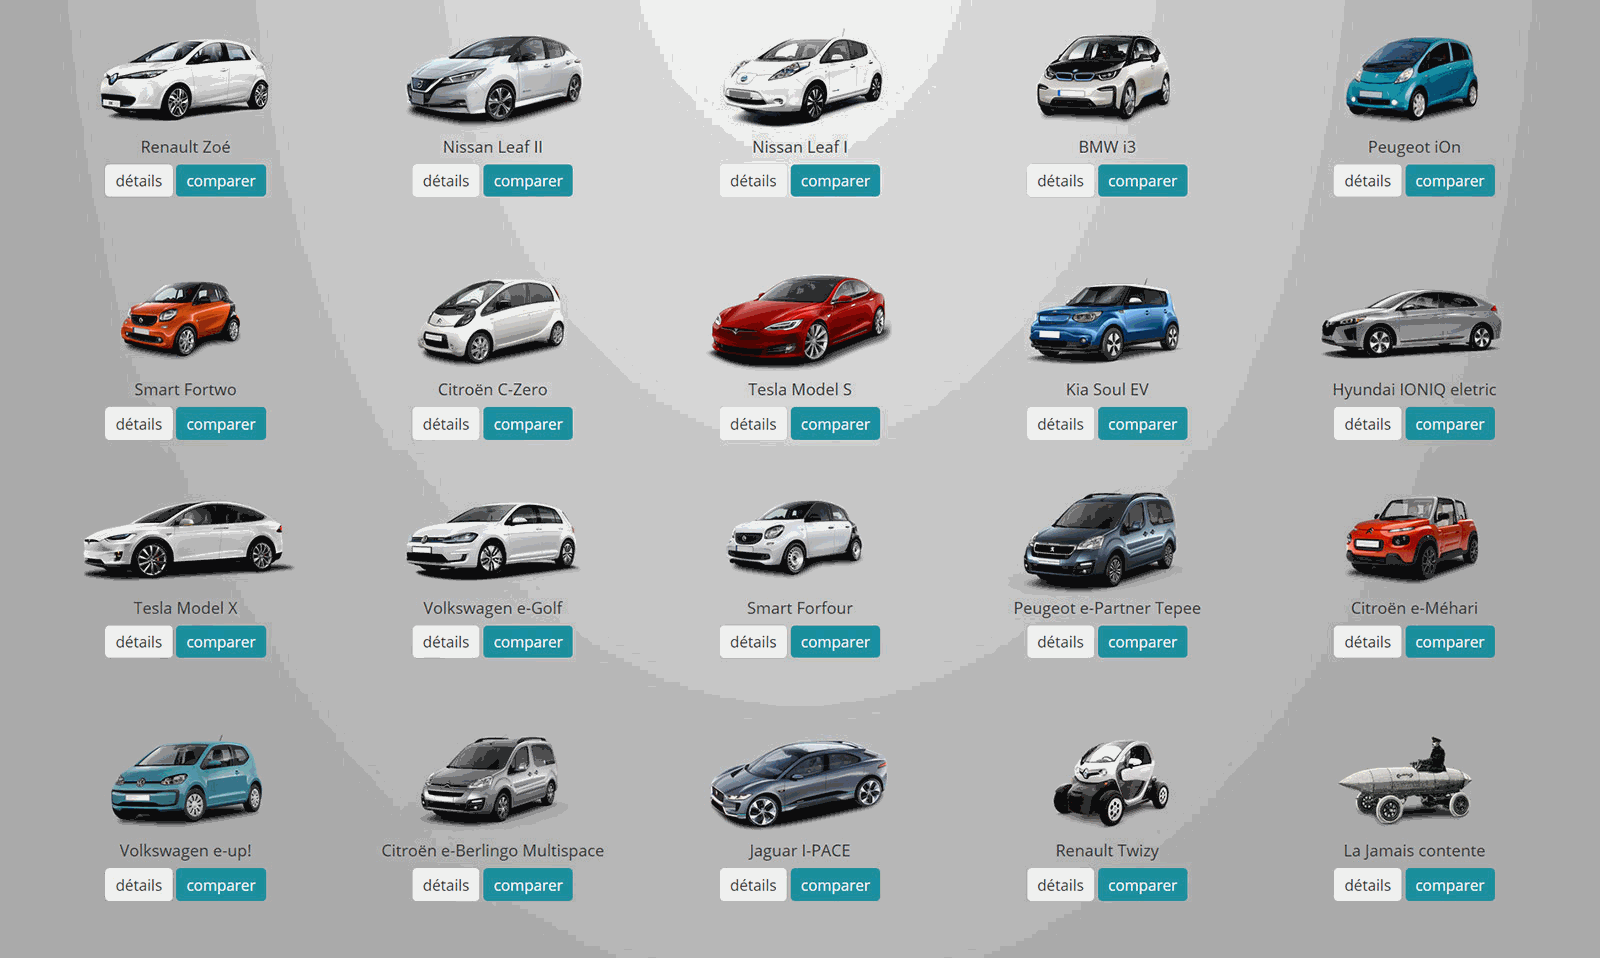 Renault Zoé
Nissan Leaf II
Nissan Leaf I
BMW i3
Peugeot iOn
détails comparer
détails comparer
détails comparer
détails comparer
détails comparer
Smart Fortwo
Citroën C-Zero
Tesla Model S
Kia Soul EV
Hyundai IONIQ eletric
détails comparer
détails comparer
détails comparer
détails comparer
détails comparer
Tesla Model X
Volkswagen e-Golf
Smart Forfour
Peugeot e-Partner Tepee
Citroën e-Méhari
détails comparer
détails comparer
détails comparer
détails comparer
détails comparer
Volkswagen e-up!
Citroën e-Berlingo Multispace
Jaguar I-PACE
Renault Twizy
La Jamais contente
détails comparer
détails comparer
détails comparer
détails comparer
détails comparer